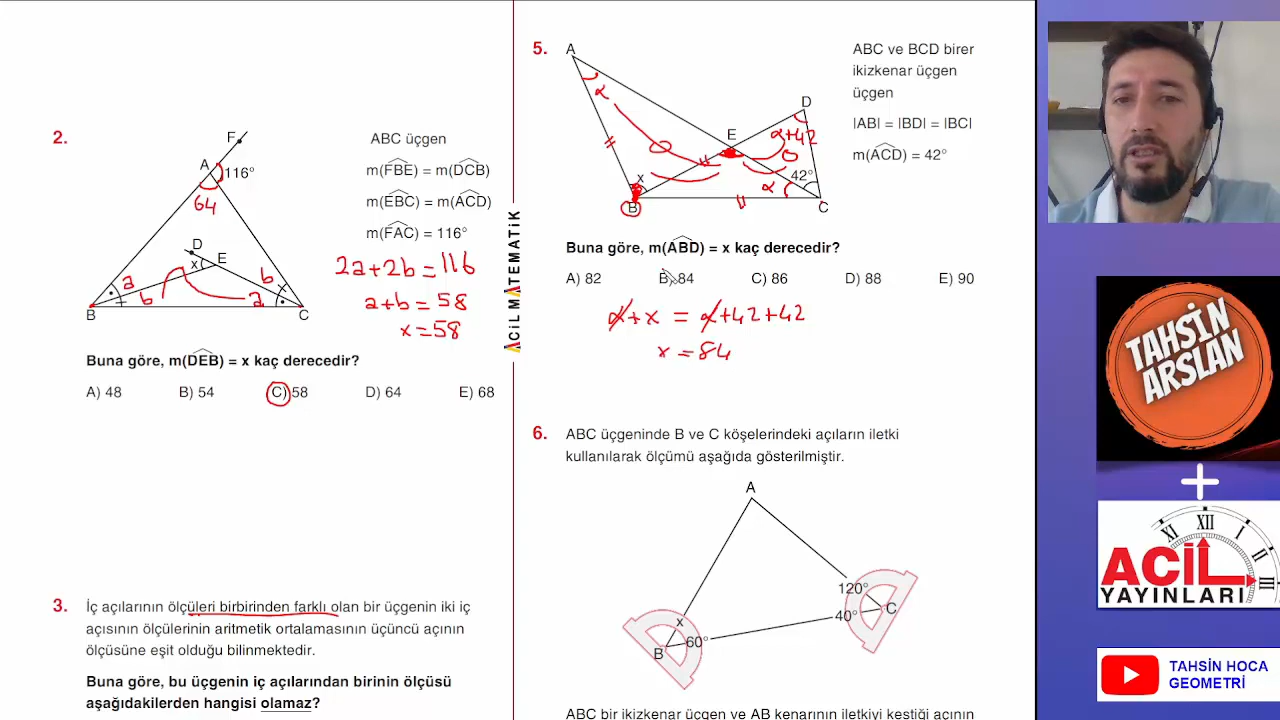 2.
F
A
116°
64
D
E
x
a
b
b
a
B
C
ABC üçgen
m(FBE) = m(DCB)
m(EBC) = m(ACD)
m(FAC) = 116°
2a+2b=116
a+b=58
x=58
Buna göre, m(DEB) = x kaç derecedir?
A) 48 B) 54 C) 58 D) 64 E) 68
3.
İç açılarının ölçüleri birbirinden farklı olan bir üçgenin iki iç
açısının ölçülerinin aritmetik ortalamasının üçüncü açının
ölçüsüne eşit olduğu bilinmektedir.
Buna göre, bu üçgenin iç açılarından birinin ölçüsü
aşağıdakilerden hangisi olamaz?
ACİL MATEMATİK
5.
A
α
D
E
α+42
x
42°
α
B
C
ABC ve BCD birer
ikizkenar üçgen
üçgen
|AB| = |BD| = |BC|
m(ACD) = 42°
Buna göre, m(ABD) = x kaç derecedir?
A) 82 B) 84 C) 86 D) 88 E) 90
α+x = α+42+42
x=84
6.
ABC üçgeninde B ve C köşelerindeki açıların iletki
kullanılarak ölçümü aşağıda gösterilmiştir.
A
120°
C
40°
x
60°
B
ABC bir ikizkenar üçgen ve AB kenarının iletkiyi kestiği açının
TAHSİN
ARSLAN
+
XI XII I II III
ACİL
YAYINLARI
TAHSİN HOCA
GEOMETRİ